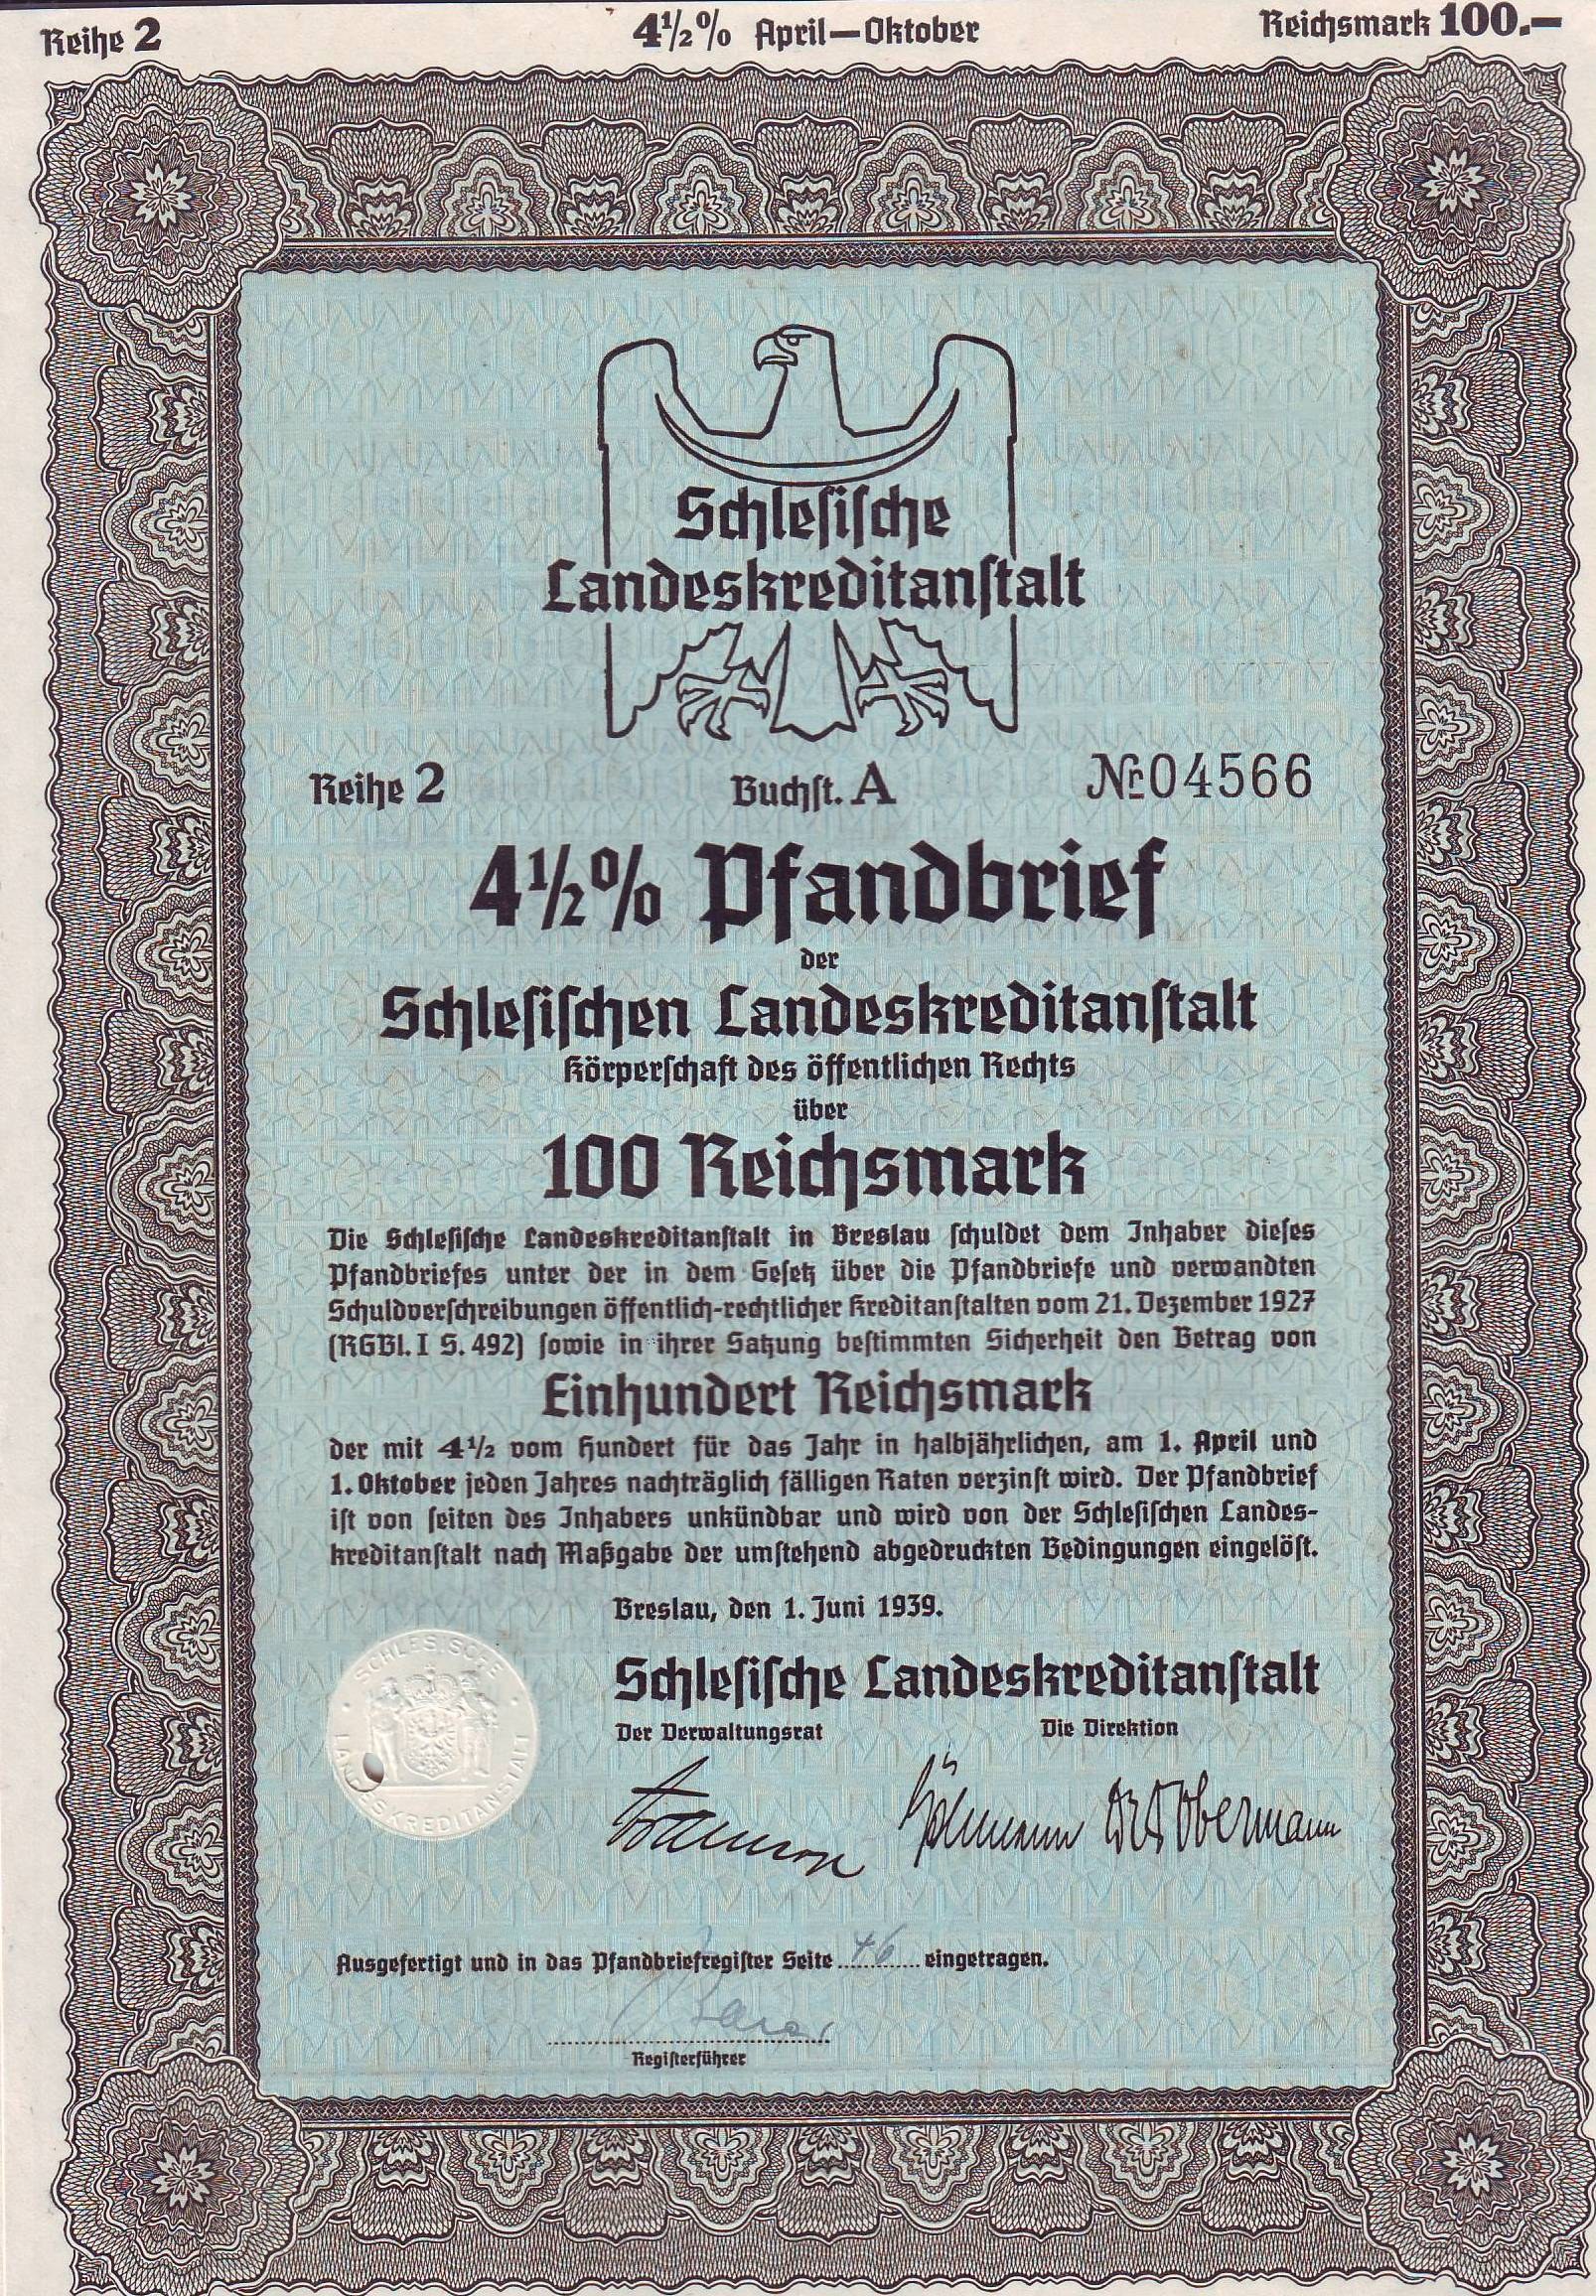 Reihe 2
4½% April—Oktober
Reichsmark 100.—
Schlesische
Landeskreditanstalt
Reihe 2
Buchst. A
№ 04566
4½% Pfandbrief
der
Schlesischen Landeskreditanstalt
Körperschaft des öffentlichen Rechts
über
100 Reichsmark
Die Schlesische Landeskreditanstalt in Breslau schuldet dem Inhaber dieses
Pfandbriefes unter der in dem Gesetz über die Pfandbriefe und verwandten
Schuldverschreibungen öffentlich-rechtlicher Kreditanstalten vom 21. Dezember 1927
(RGBl. I S. 492) sowie in ihrer Satzung bestimmten Sicherheit den Betrag von
Einhundert Reichsmark
der mit 4½ vom Hundert für das Jahr in halbjährlichen, am 1. April und
1. Oktober jeden Jahres nachträglich fälligen Raten verzinst wird. Der Pfandbrief
ist von seiten des Inhabers unkündbar und wird von der Schlesischen Landes-
kreditanstalt nach Maßgabe der umstehend abgedruckten Bedingungen eingelöst.
Breslau, den 1. Juni 1939.
SCHLESISCHE LANDESKREDITANSTALT
Schlesische Landeskreditanstalt
Der Verwaltungsrat
Die Direktion
Obermann
Ausgefertigt und in das Pfandbriefregister Seite 46 eingetragen.
Registerführer